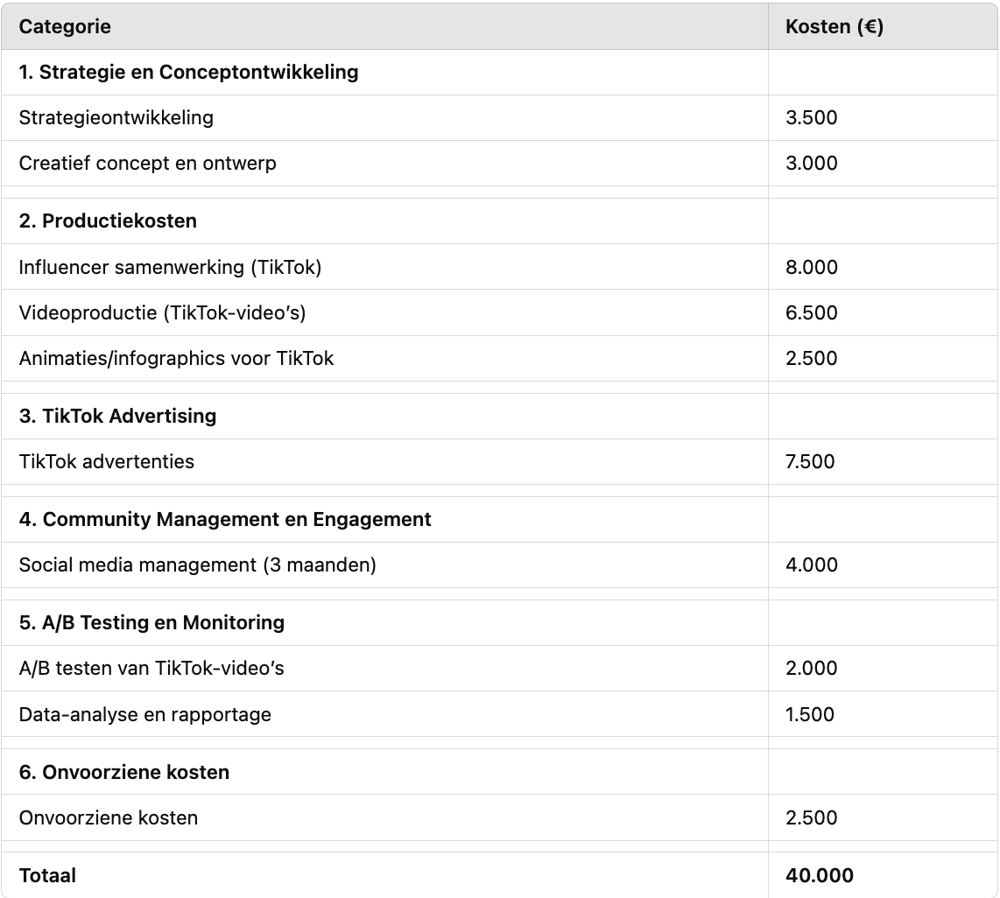 Categorie Kosten (€)
1. Strategie en Conceptontwikkeling
Strategieontwikkeling 3.500
Creatief concept en ontwerp 3.000
2. Productiekosten
Influencer samenwerking (TikTok) 8.000
Videoproductie (TikTok-video’s) 6.500
Animaties/infographics voor TikTok 2.500
3. TikTok Advertising
TikTok advertenties 7.500
4. Community Management en Engagement
Social media management (3 maanden) 4.000
5. A/B Testing en Monitoring
A/B testen van TikTok-video’s 2.000
Data-analyse en rapportage 1.500
6. Onvoorziene kosten
Onvoorziene kosten 2.500
Totaal 40.000